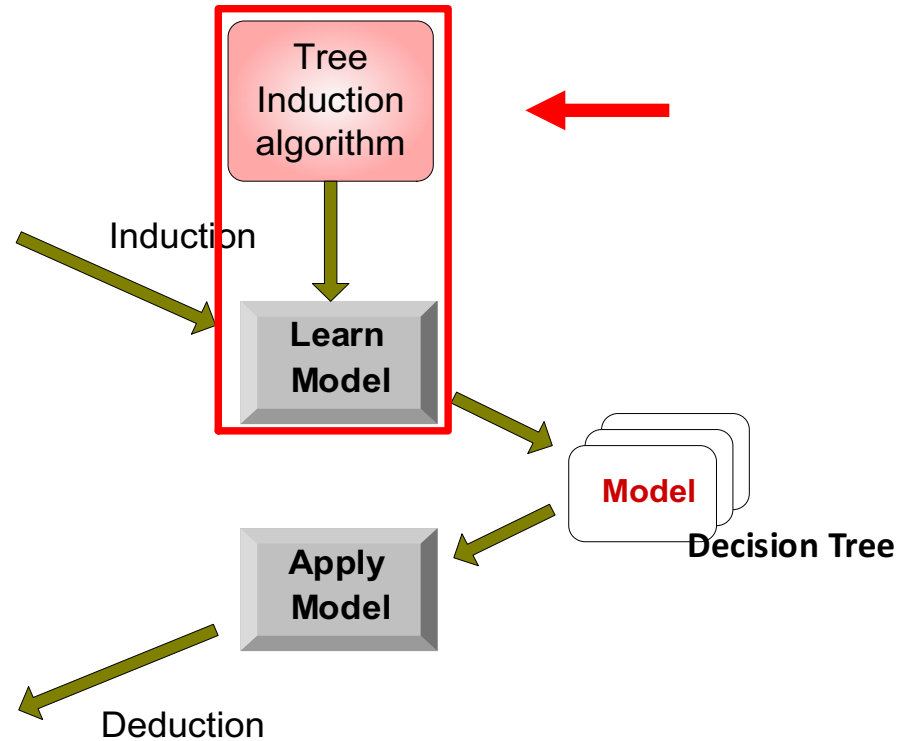 Tree
Induction
algorithm
Induction
Learn
Model
Model
Decision Tree
Apply
Model
Deduction